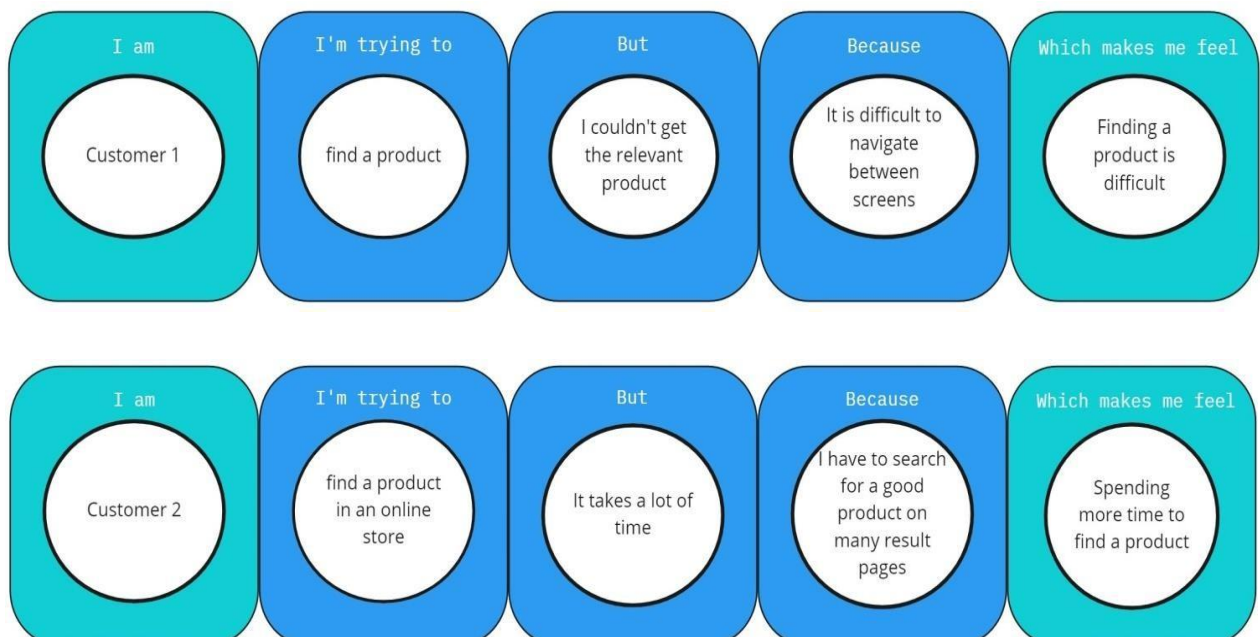 I am
I'm trying to
But
Because
Which makes me feel
Customer 1
find a product
I couldn't get
the relevant
product
It is difficult to
navigate
between
screens
Finding a
product is
difficult
I am
I'm trying to
But
Because
Which makes me feel
Customer 2
find a product
in an online
store
It takes a lot of
time
I have to search
for a good
product on
many result
pages
Spending
more time to
find a product